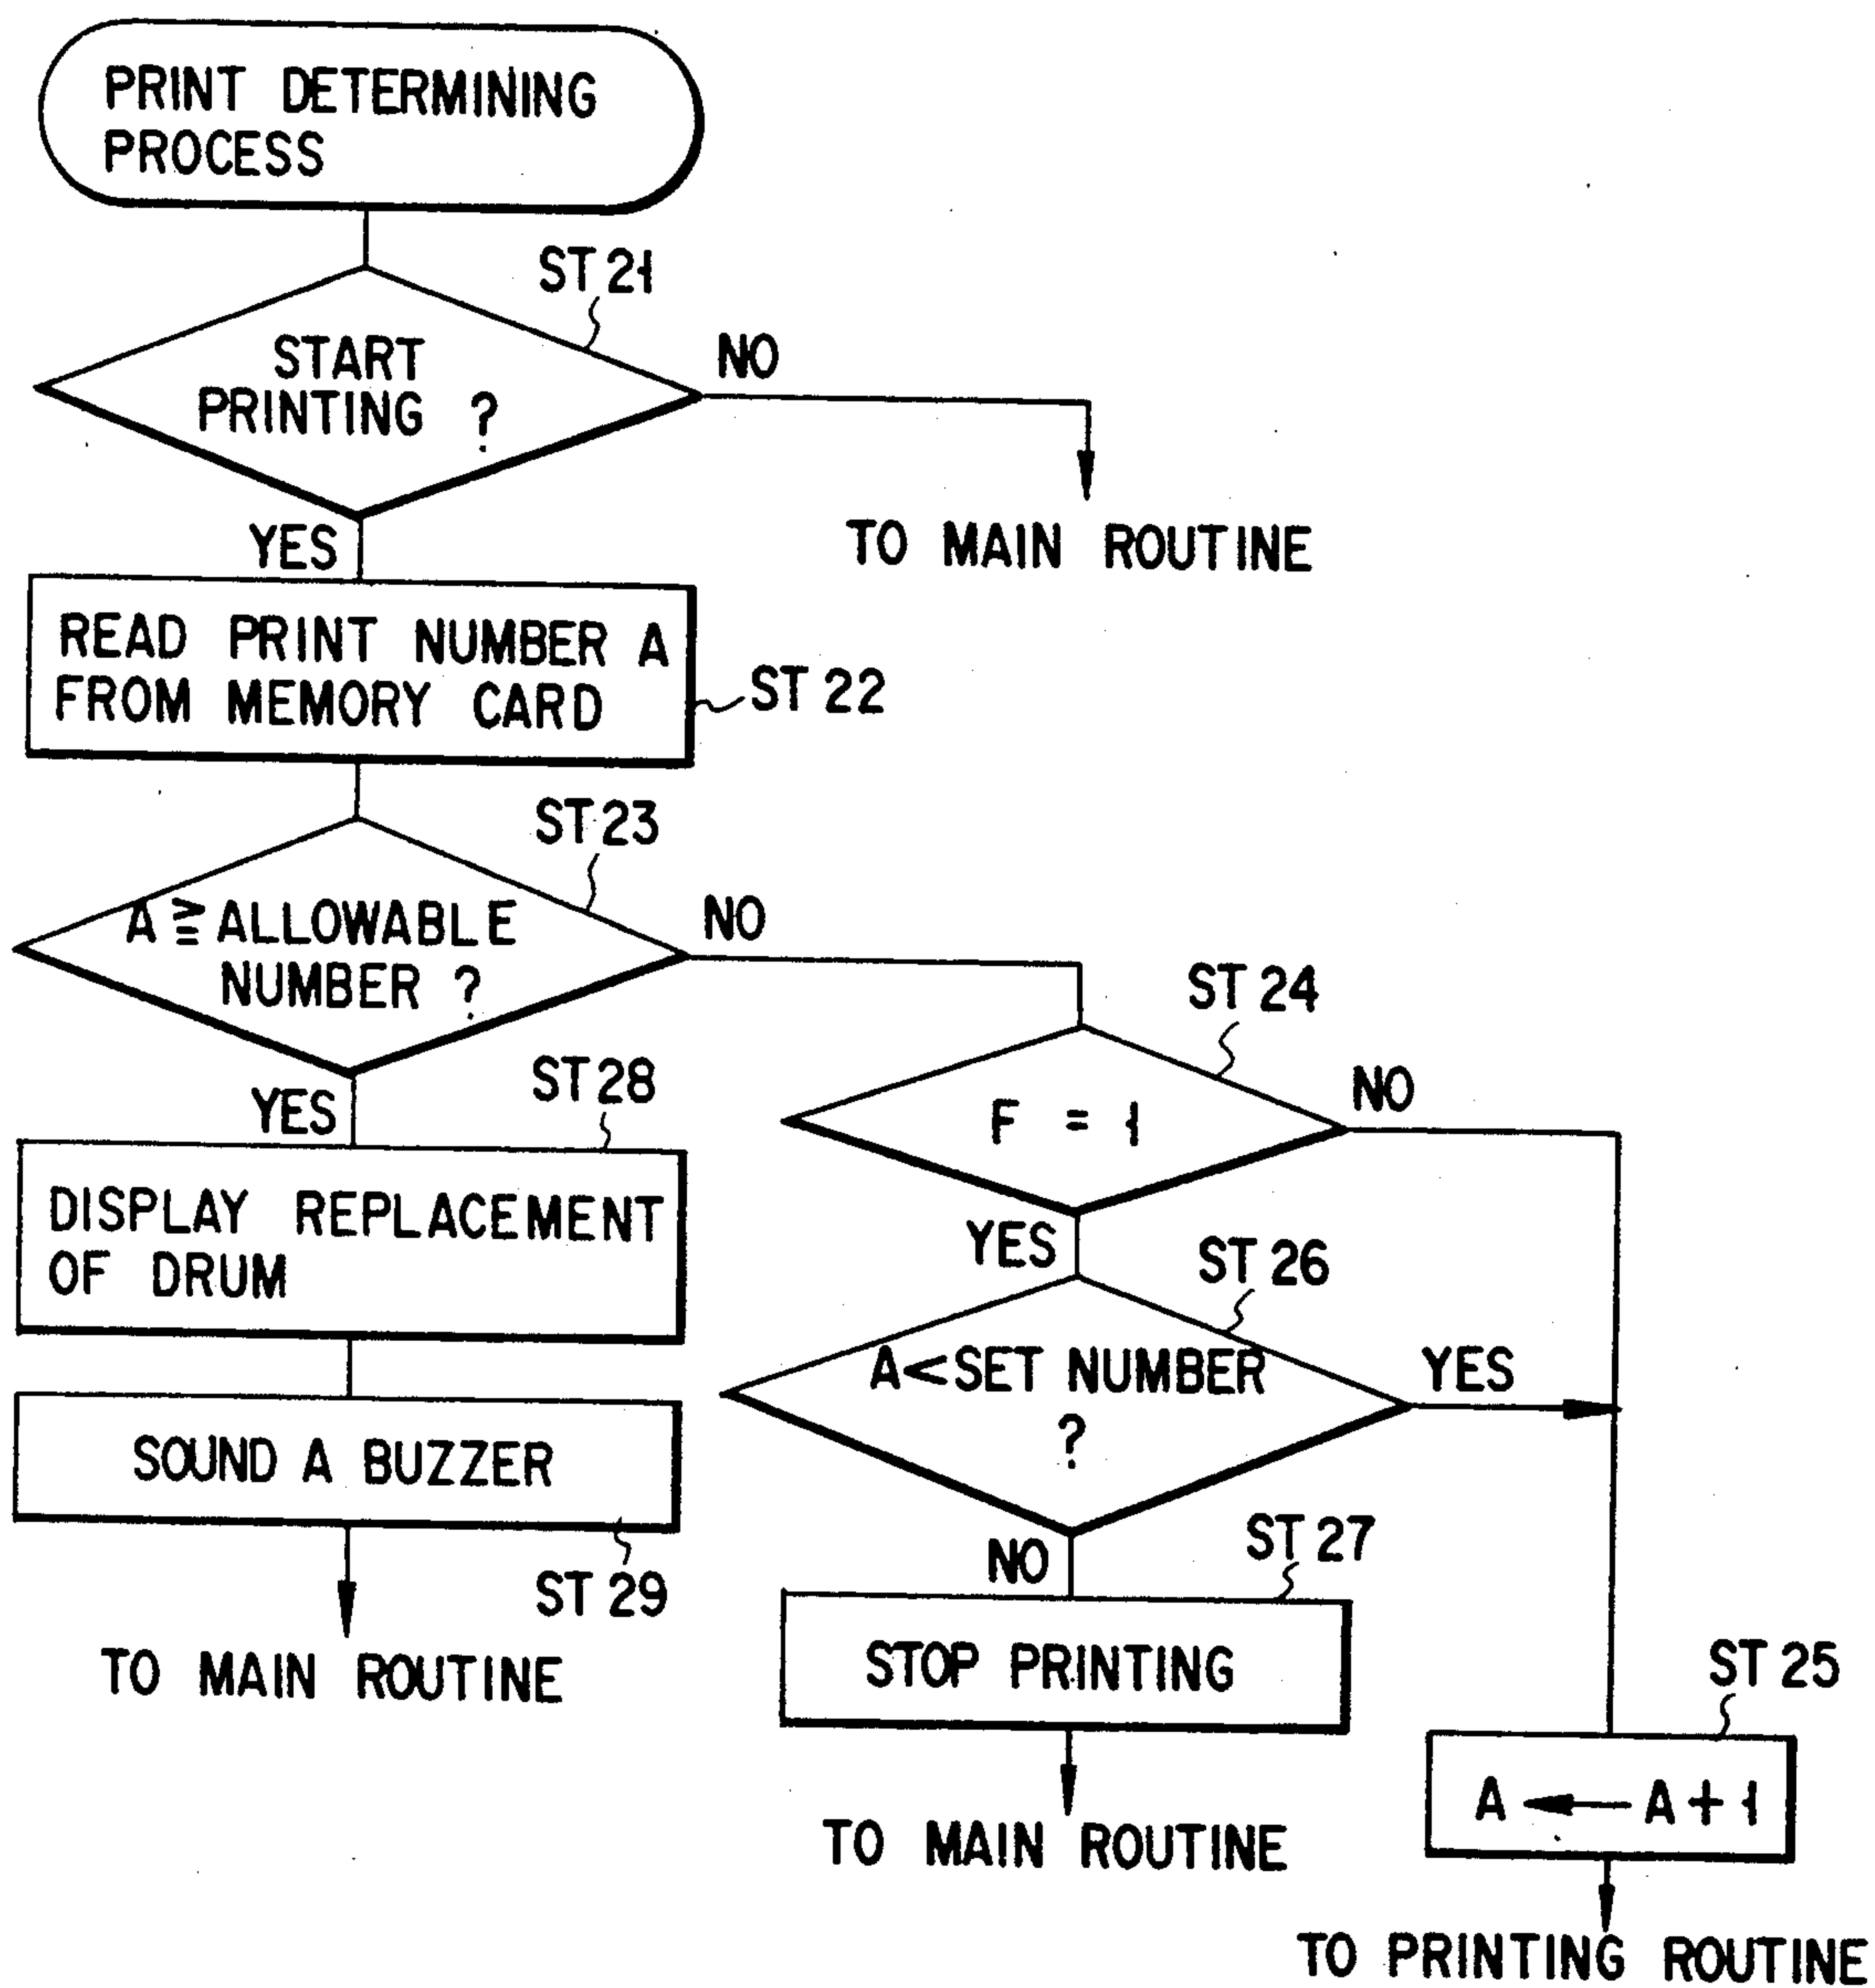 PRINT DETERMINING
PROCESS
ST 21
START
PRINTING ?
NO
TO MAIN ROUTINE
YES
READ PRINT NUMBER A
FROM MEMORY CARD
ST 22
ST 23
A ≧ ALLOWABLE
NUMBER ?
NO
YES
ST 24
F = 1
NO
YES
ST 28
DISPLAY REPLACEMENT
OF DRUM
ST 26
A < SET NUMBER
?
YES
NO
SOUND A BUZZER
ST 29
TO MAIN ROUTINE
ST 27
STOP PRINTING
TO MAIN ROUTINE
ST 25
A ← A + 1
TO PRINTING ROUTINE